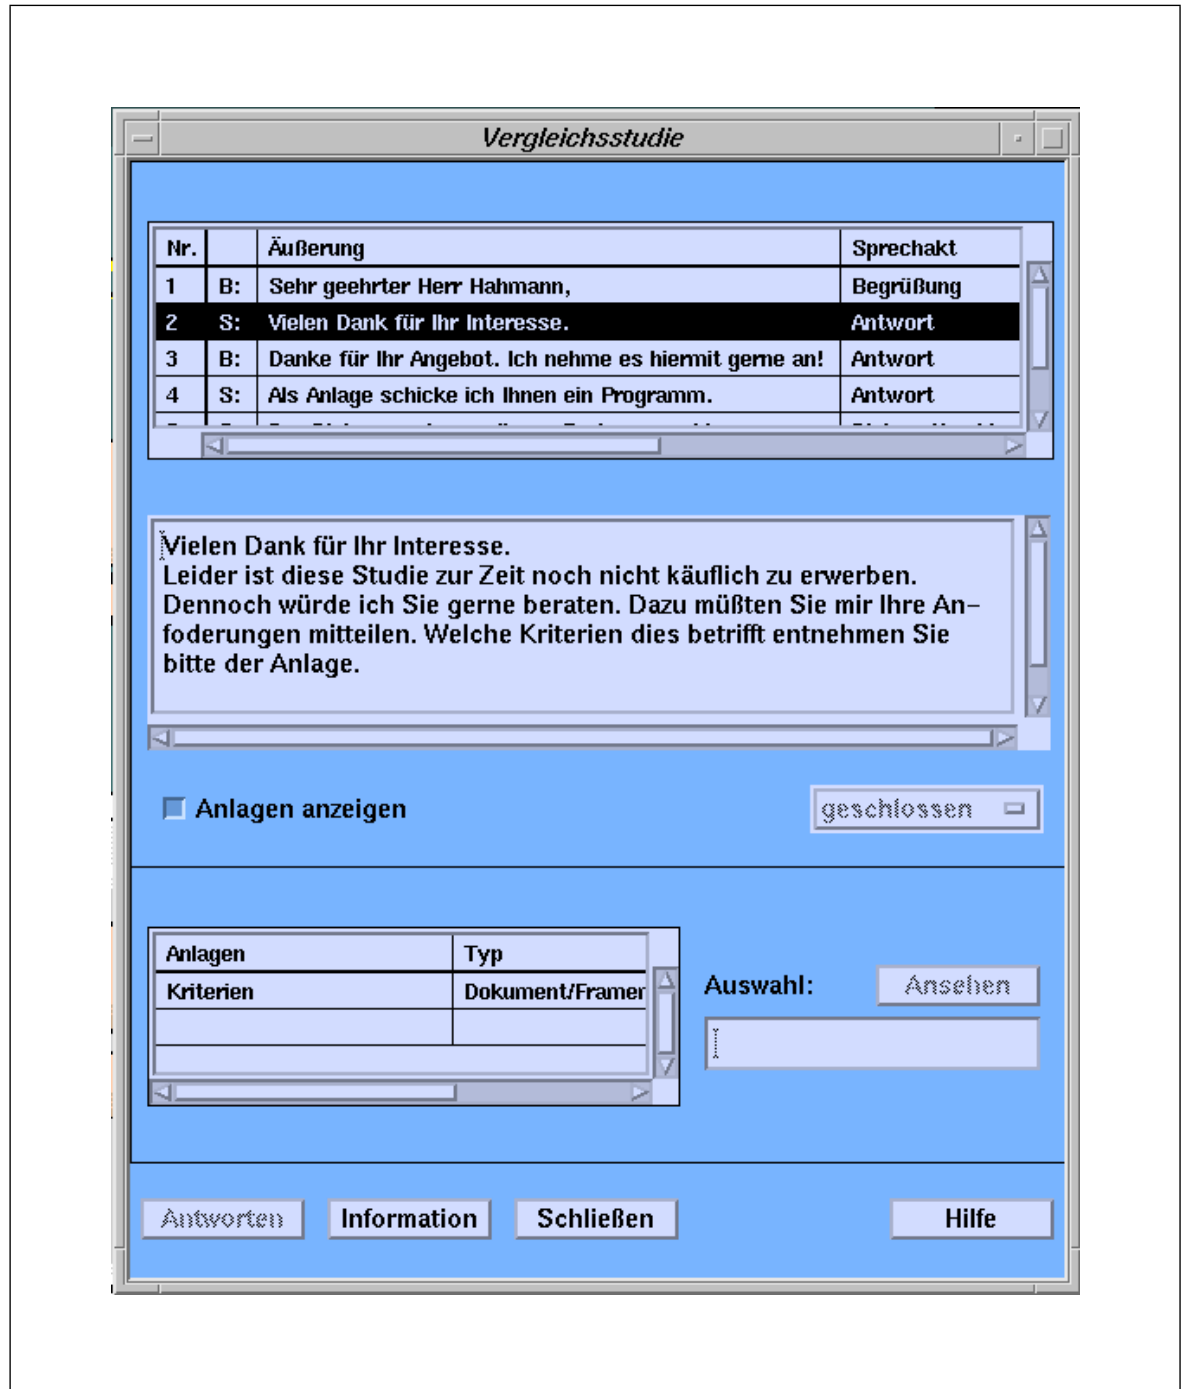 Vergleichsstudie
Nr. Äußerung Sprechakt
1 B: Sehr geehrter Herr Hahmann, Begrüßung
2 S: Vielen Dank für Ihr Interesse. Antwort
3 B: Danke für Ihr Angebot. Ich nehme es hiermit gerne an! Antwort
4 S: Als Anlage schicke ich Ihnen ein Programm. Antwort
Vielen Dank für Ihr Interesse.
Leider ist diese Studie zur Zeit noch nicht käuflich zu erwerben.
Dennoch würde ich Sie gerne beraten. Dazu müßten Sie mir Ihre An–
foderungen mitteilen. Welche Kriterien dies betrifft entnehmen Sie
bitte der Anlage.
Anlagen anzeigen geschlossen
Anlagen Typ
Kriterien Dokument/Framer
Auswahl: Ansehen
Antworten Information Schließen Hilfe